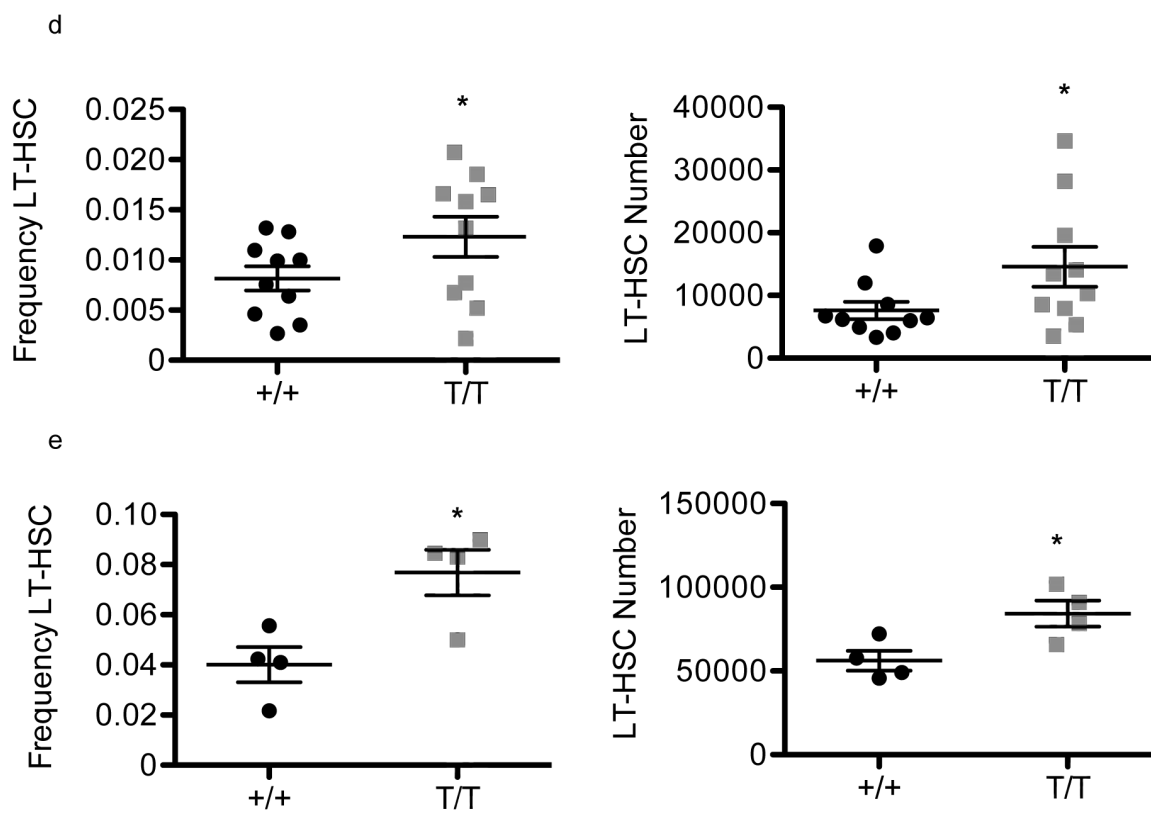 d
Frequency LT-HSC
0.025
0.020
0.015
0.010
0.005
0
*
+/+
T/T
LT-HSC Number
40000
30000
20000
10000
0
*
+/+
T/T
e
Frequency LT-HSC
0.10
0.08
0.06
0.04
0.02
0
*
+/+
T/T
LT-HSC Number
150000
100000
50000
0
*
+/+
T/T